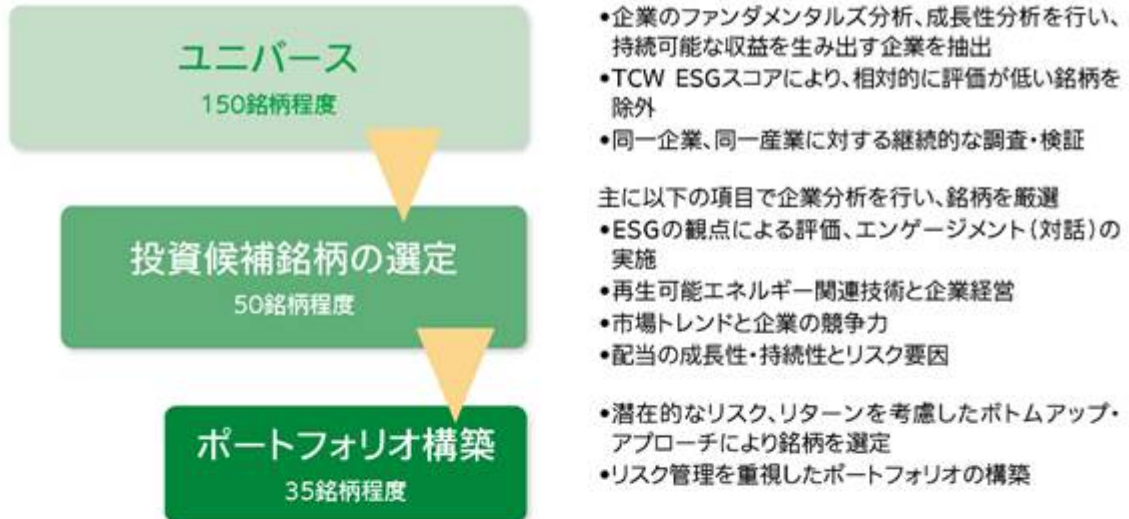 ユニバース
150銘柄程度
•企業のファンダメンタルズ分析、成長性分析を行い、
持続可能な収益を生み出す企業を抽出
•TCW ESGスコアにより、相対的に評価が低い銘柄を
除外
•同一企業、同一産業に対する継続的な調査・検証
投資候補銘柄の選定
50銘柄程度
主に以下の項目で企業分析を行い、銘柄を厳選
•ESGの観点による評価、エンゲージメント(対話)の
実施
•再生可能エネルギー関連技術と企業経営
•市場トレンドと企業の競争力
•配当の成長性・持続性とリスク要因
ポートフォリオ構築
35銘柄程度
•潜在的なリスク、リターンを考慮したボトムアップ・
アプローチにより銘柄を選定
•リスク管理を重視したポートフォリオの構築